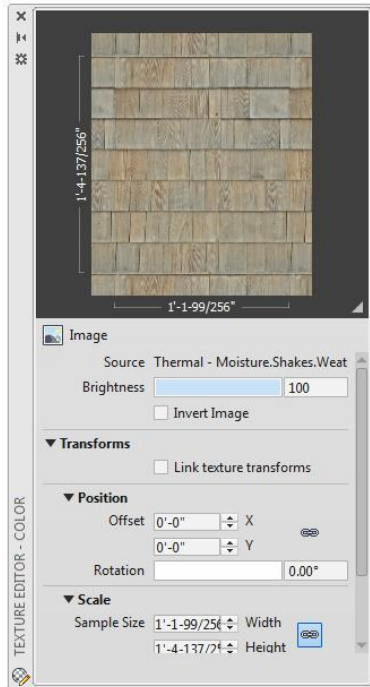 1'-4-137/256"
1'-1-99/256"
Image
Source Thermal - Moisture.Shakes.Weat
Brightness 100
Invert Image
Transforms
Link texture transforms
Position
Offset 0'-0" X
0'-0" Y
Rotation 0.00°
Scale
Sample Size 1'-1-99/256 Width
1'-4-137/2 Height
TEXTURE EDITOR - COLOR